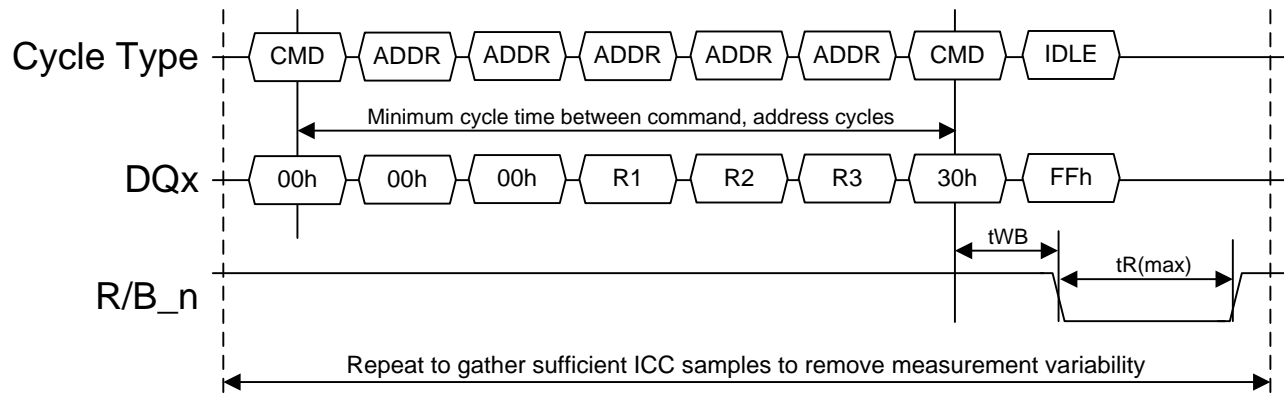 Cycle Type CMD ADDR ADDR ADDR ADDR ADDR CMD IDLE
Minimum cycle time between command, address cycles
DQx 00h 00h 00h R1 R2 R3 30h FFh
tWB
tR(max)
R/B_n
Repeat to gather sufficient ICC samples to remove measurement variability